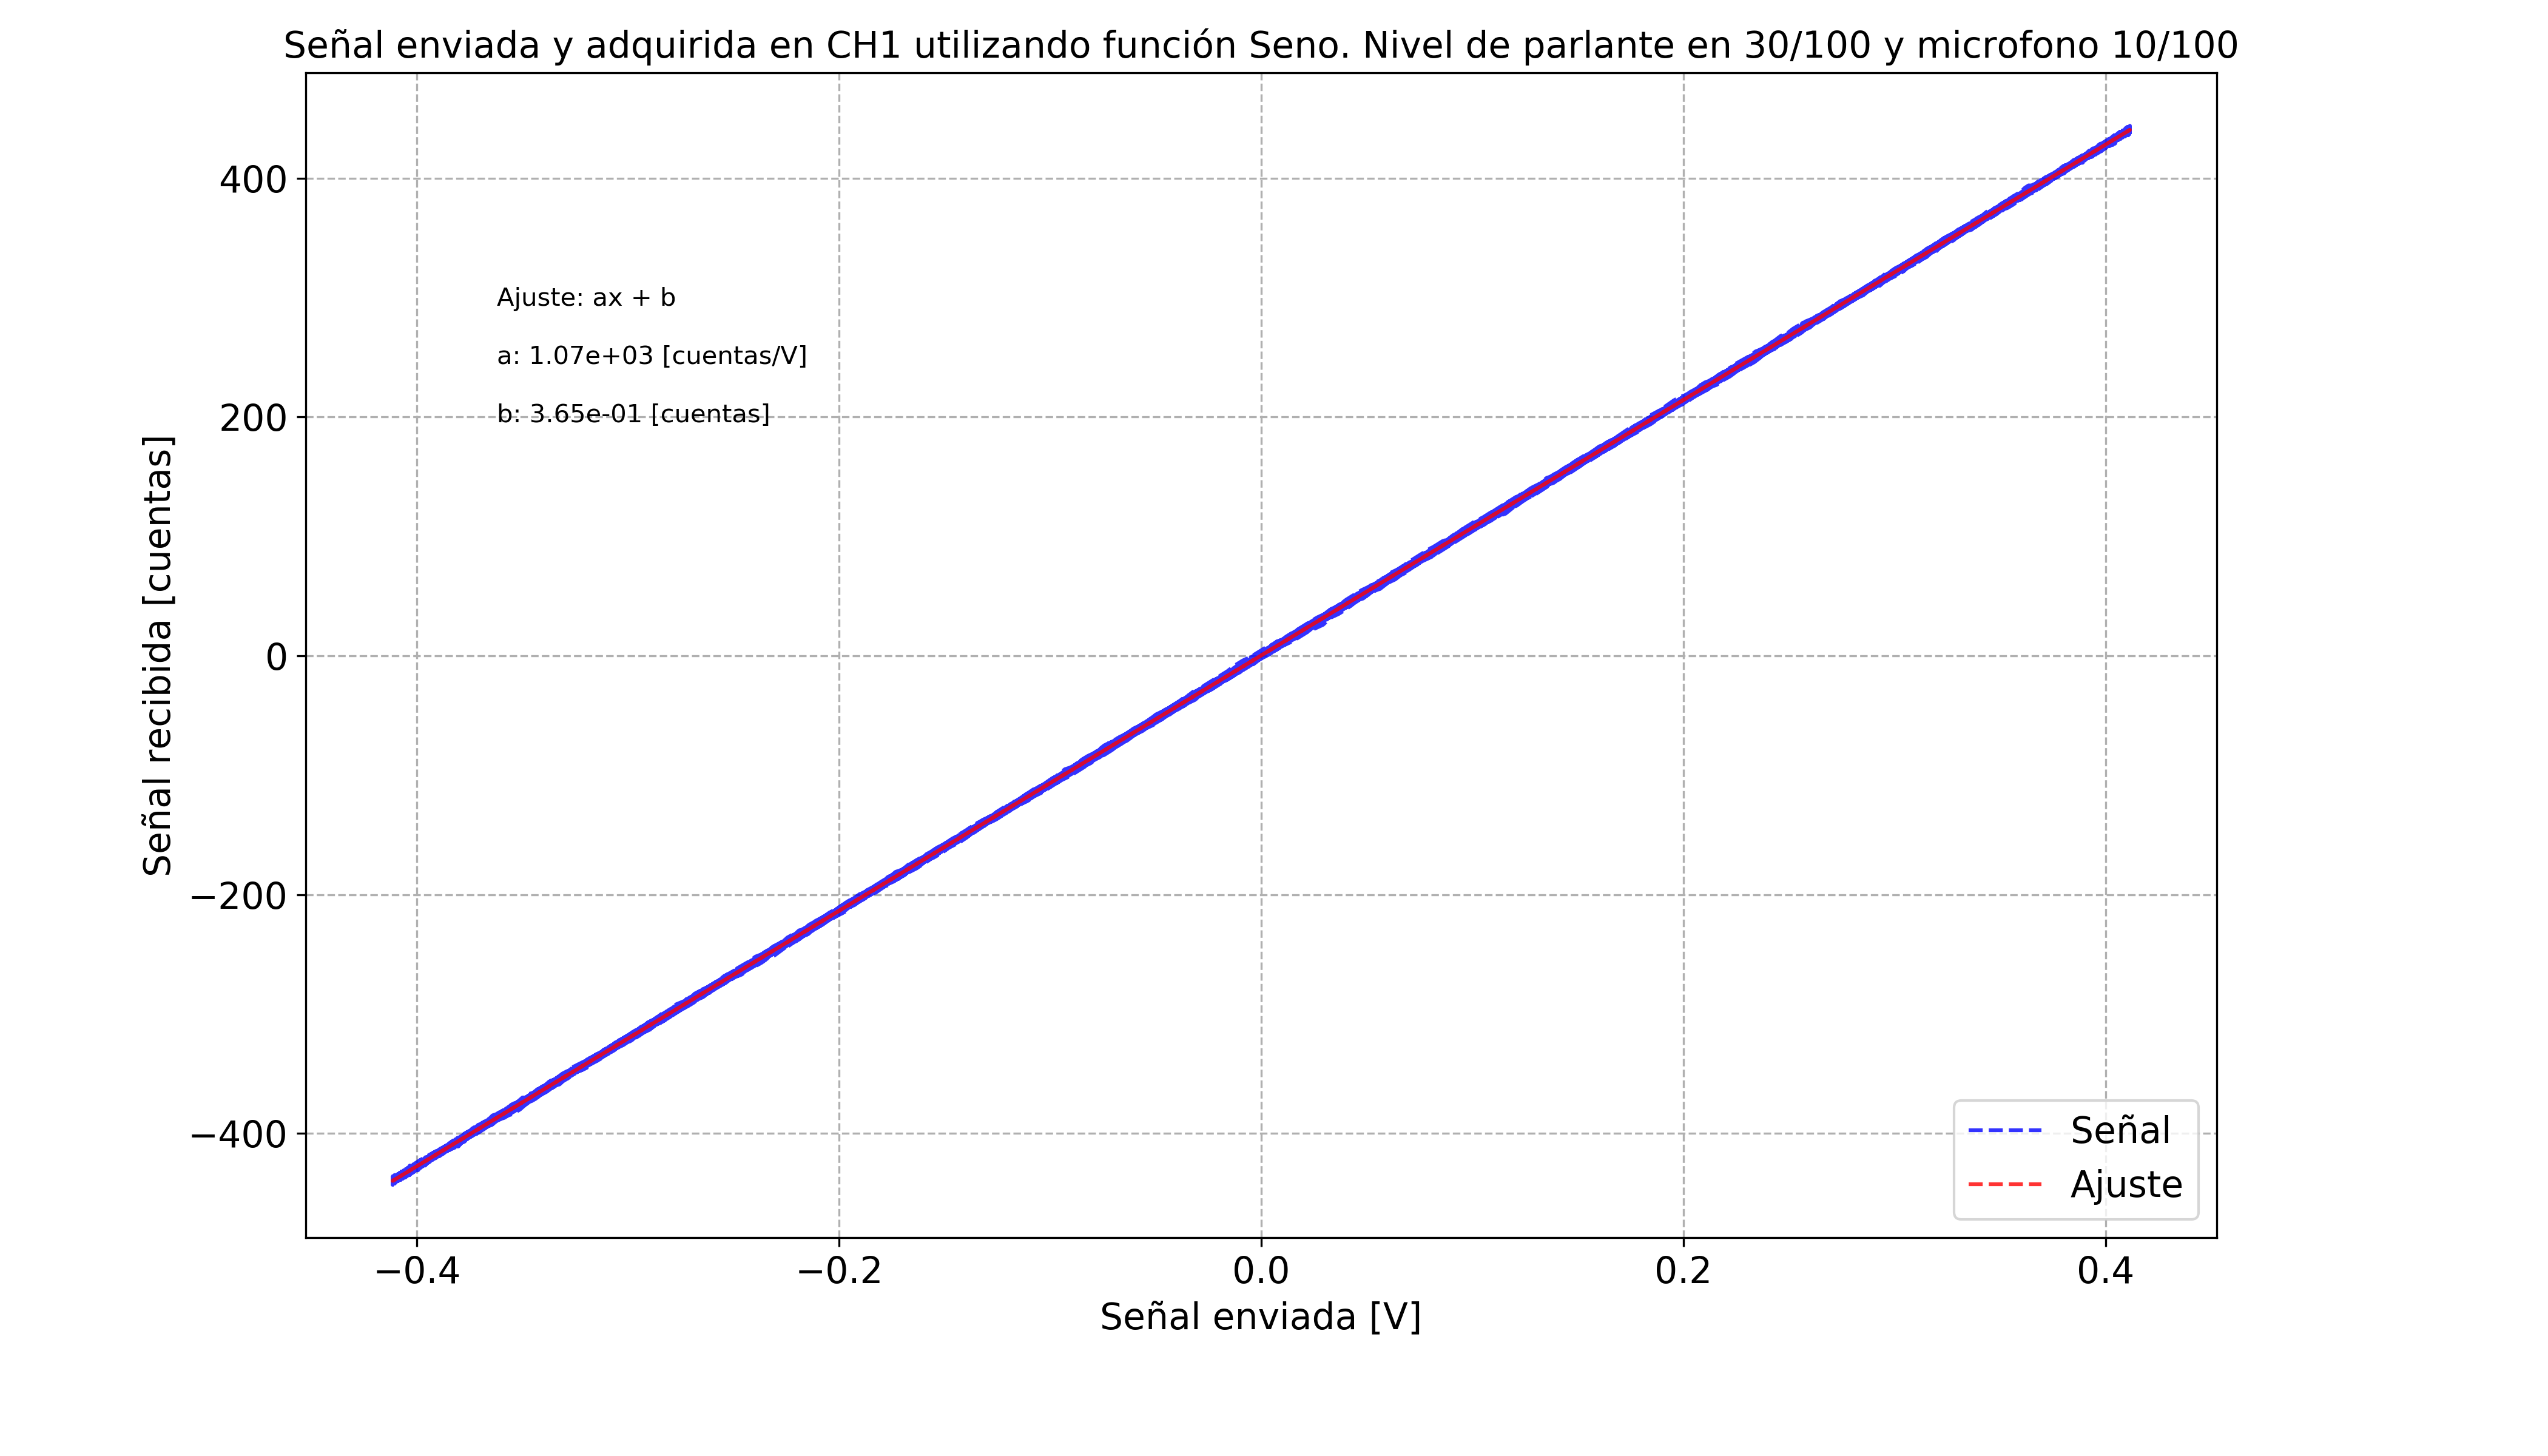 Señal enviada y adquirida en CH1 utilizando función Seno. Nivel de parlante en 30/100 y microfono 10/100
Señal recibida [cuentas]
400
200
0
−200
−400
Ajuste: ax + b
a: 1.07e+03 [cuentas/V]
b: 3.65e-01 [cuentas]
Señal
Ajuste
−0.4
−0.2
0.0
0.2
0.4
Señal enviada [V]